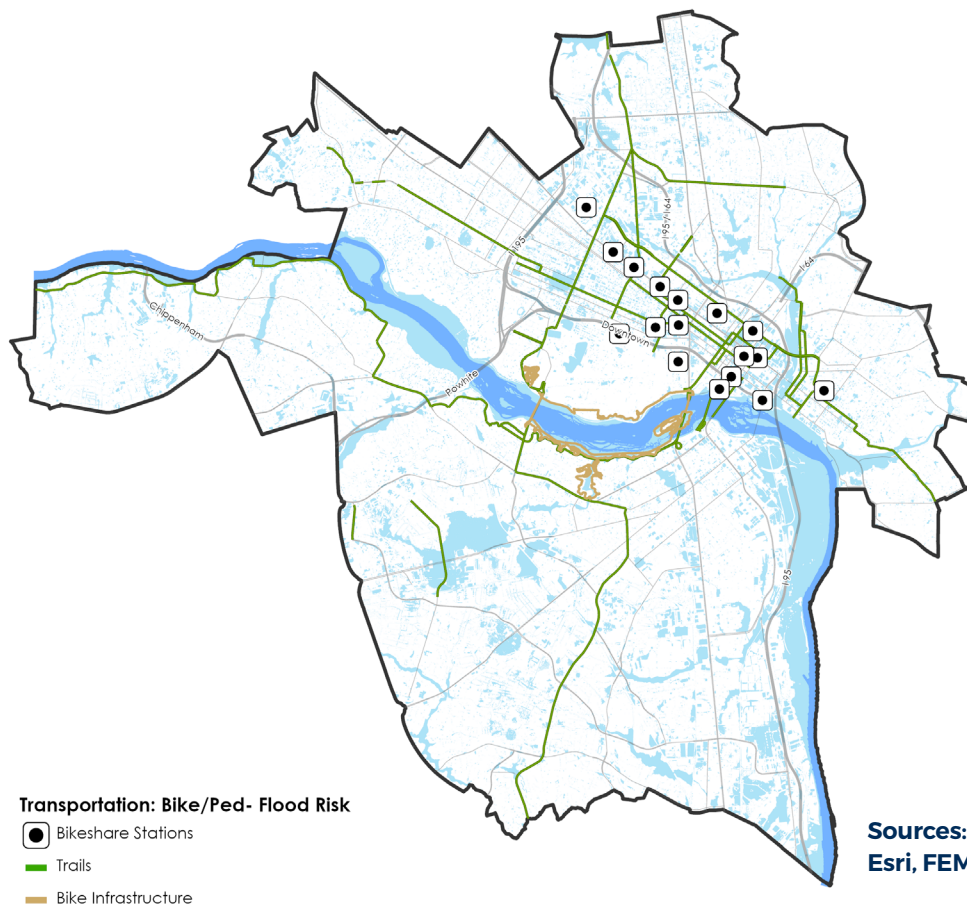 I-95 / I-64
I-95
I-64
Chippenham
Downtown
Powhite
I-95
Transportation: Bike/Ped- Flood Risk
Bikeshare Stations
Trails
Bike Infrastructure
Sources:
Esri, FEM